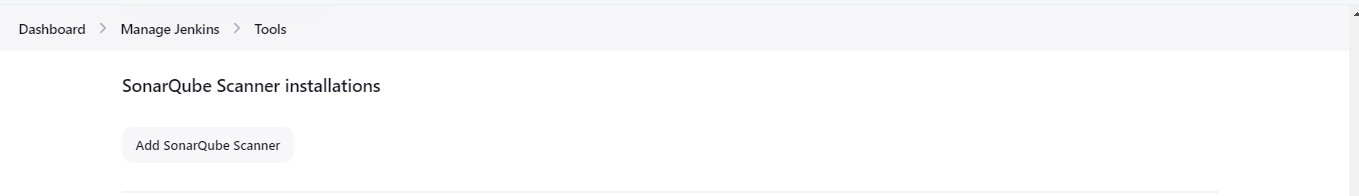 Dashboard > Manage Jenkins > Tools
SonarQube Scanner installations
Add SonarQube Scanner